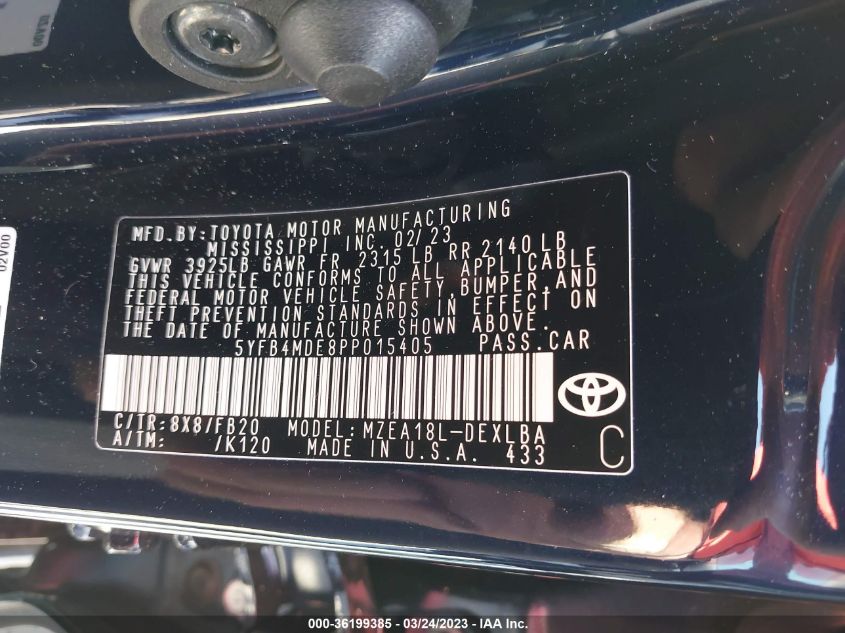 02V00
MFD.BY:TOYOTA MOTOR MANUFACTURING
MISSISSIPPI INC. 02/23
GVWR 3925LB GAWR FR 2315 LB RR 2140 LB
THIS VEHICLE CONFORMS TO ALL APPLICABLE
FEDERAL MOTOR VEHICLE SAFETY, BUMPER, AND
THEFT PREVENTION STANDARDS IN EFFECT ON
THE DATE OF MANUFACTURE SHOWN ABOVE.
5YFB4MDE8PP015405 PASS.CAR
C/TR:8X8/FB20 MODEL:MZEA18L-DEXLBA
A/TM: /K120 MADE IN U.S.A. 433 C
000-36199385 - 03/24/2023 - IAA Inc.